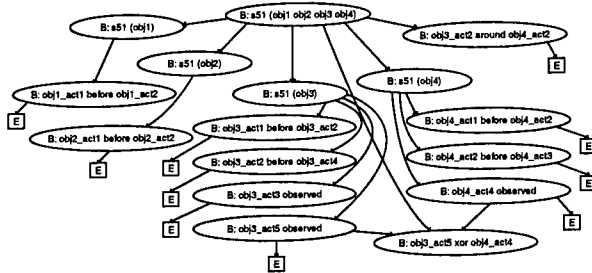 B: s51 (obj1)
B: s51 (obj1 obj2 obj3 obj4)
B: obj3_act2 around obj4_act2
B: s51 (obj2)
B: s51 (obj3)
B: s51 (obj4)
E
B: obj1_act1 before obj1_act2
E
B: obj2_act1 before obj2_act2
E
B: obj3_act1 before obj3_act2
E
B: obj3_act2 before obj3_act4
E
B: obj3_act3 observed
E
B: obj3_act5 observed
E
B: obj4_act1 before obj4_act2
E
B: obj4_act2 before obj4_act3
E
B: obj4_act4 observed
E
B: obj3_act5 xor obj4_act4
E